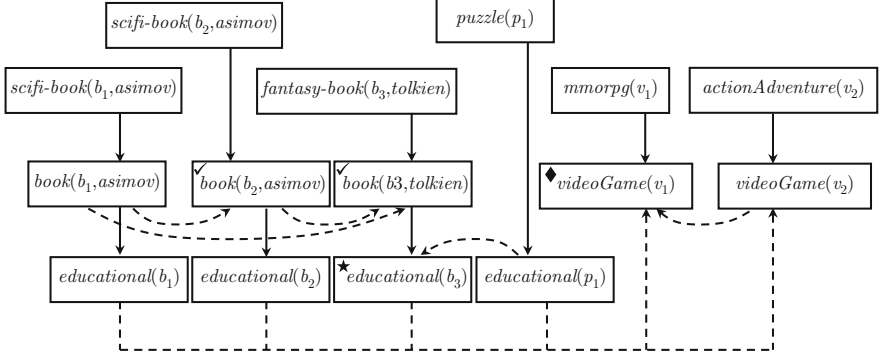 scifi-book(b2,asimov)
puzzle(p1)
scifi-book(b1,asimov)
fantasy-book(b3,tolkien)
mmorpg(v1)
actionAdventure(v2)
book(b1,asimov)
✓book(b2,asimov)
✓book(b3,tolkien)
♦videoGame(v1)
videoGame(v2)
educational(b1)
educational(b2)
★educational(b3)
educational(p1)